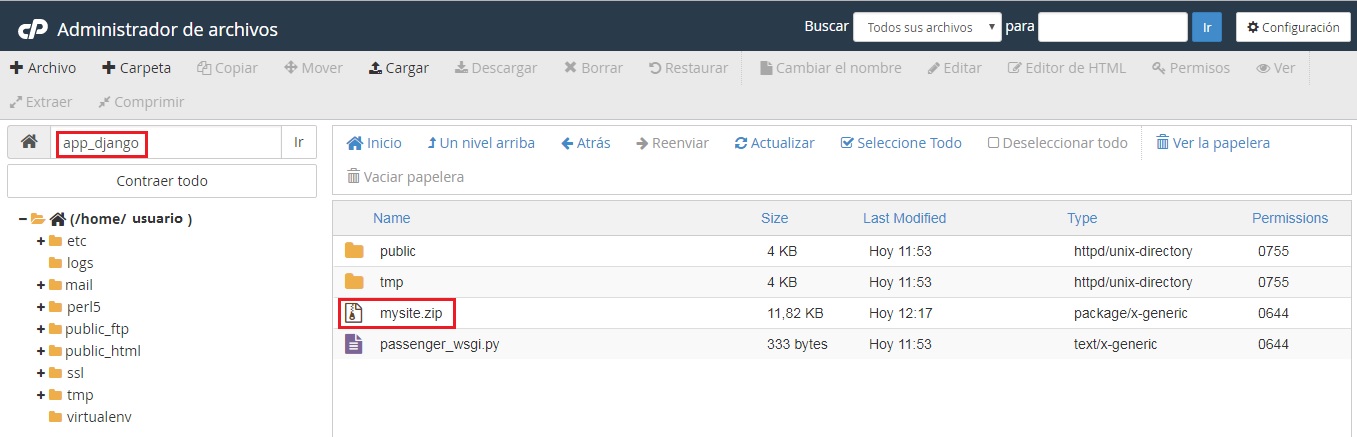 cP Administrador de archivos Buscar Todos sus archivos para Ir Configuración
Archivo Carpeta Copiar Mover Cargar Descargar Borrar Restaurar Cambiar el nombre Editar Editor de HTML Permisos Ver
Extraer Comprimir
app_django Ir
Contraer todo
(/home/ usuario )
etc
logs
mail
perl5
public_ftp
public_html
ssl
tmp
virtualenv
Inicio Un nivel arriba Atrás Reenviar Actualizar Seleccione Todo Deseleccionar todo Ver la papelera
Vaciar papelera
Name Size Last Modified Type Permissions
public 4 KB Hoy 11:53 httpd/unix-directory 0755
tmp 4 KB Hoy 11:53 httpd/unix-directory 0755
mysite.zip 11,82 KB Hoy 12:17 package/x-generic 0644
passenger_wsgi.py 333 bytes Hoy 11:53 text/x-generic 0644